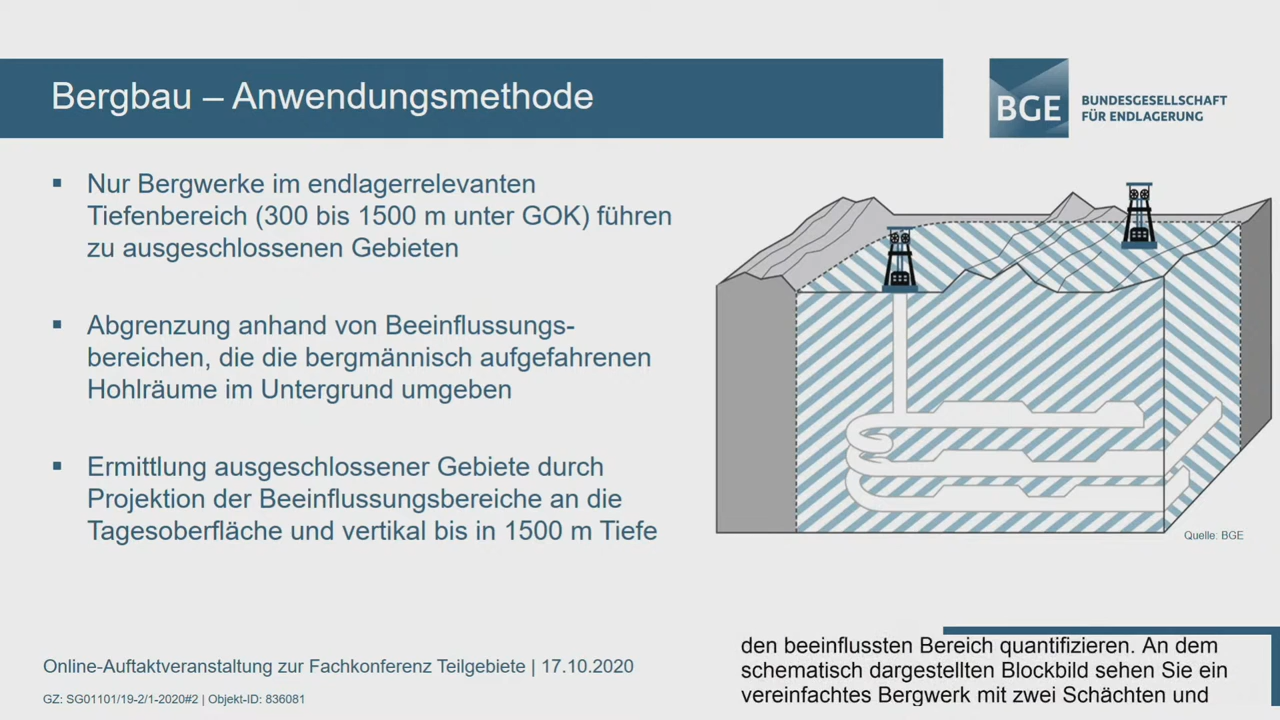 Bergbau – Anwendungsmethode
BGE
BUNDESGESELLSCHAFT
FÜR ENDLAGERUNG
▪ Nur Bergwerke im endlagerrelevanten
Tiefenbereich (300 bis 1500 m unter GOK) führen
zu ausgeschlossenen Gebieten
▪ Abgrenzung anhand von Beeinflussungs-
bereichen, die die bergmännisch aufgefahrenen
Hohlräume im Untergrund umgeben
▪ Ermittlung ausgeschlossener Gebiete durch
Projektion der Beeinflussungsbereiche an die
Tagesoberfläche und vertikal bis in 1500 m Tiefe
Quelle: BGE
Online-Auftaktveranstaltung zur Fachkonferenz Teilgebiete | 17.10.2020
GZ: SG01101/19-2/1-2020#2 | Objekt-ID: 836081
den beeinflussten Bereich quantifizieren. An dem
schematisch dargestellten Blockbild sehen Sie ein
vereinfachtes Bergwerk mit zwei Schächten und